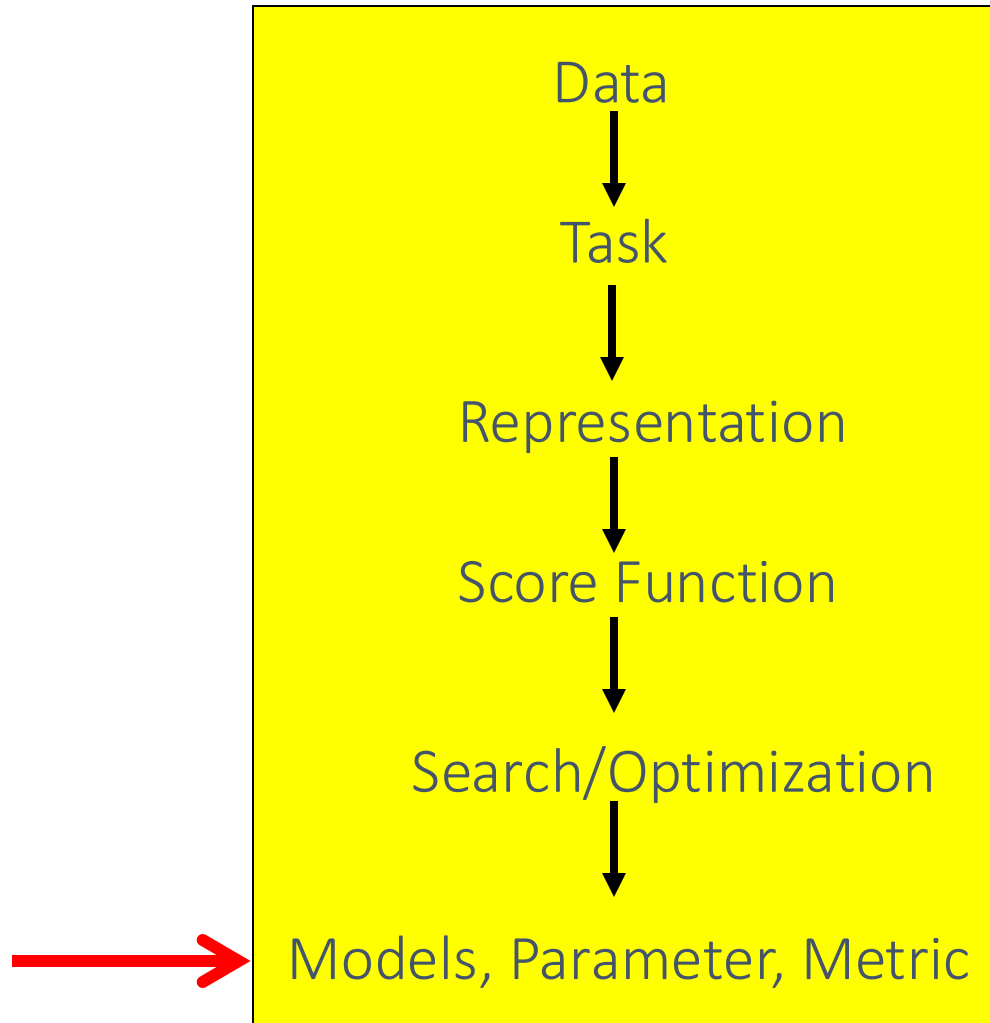 Data
Task
Representation
Score Function
Search/Optimization
Models, Parameter, Metric